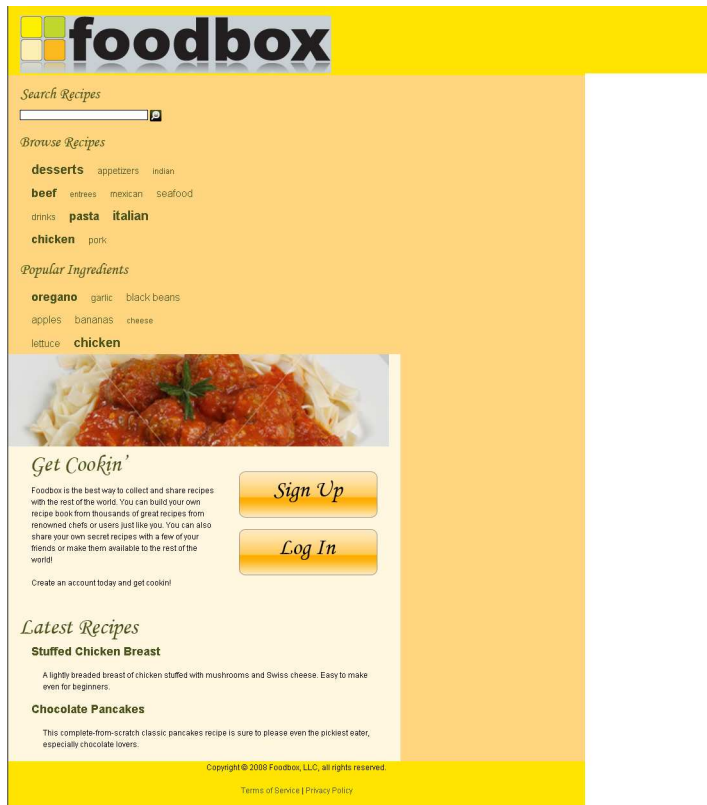 foodbox
Search Recipes
Browse Recipes
desserts appetizers indian
beef entrees mexican seafood
drinks pasta italian
chicken pork
Popular Ingredients
oregano garlic black beans
apples bananas cheese
lettuce chicken
Get Cookin'
Foodbox is the best way to collect and share recipes
with the rest of the world. You can build your own
recipe book from thousands of great recipes from
renowned chefs or users just like you. You can also
share your own secret recipes with a few of your
friends or make them available to the rest of the
world!
Create an account today and get cookin!
Sign Up
Log In
Latest Recipes
Stuffed Chicken Breast
A lightly breaded breast of chicken stuffed with mushrooms and Swiss cheese. Easy to make
even for beginners.
Chocolate Pancakes
This complete-from-scratch classic pancakes recipe is sure to please even the pickiest eater,
especially chocolate lovers.
Copyright © 2008 Foodbox, LLC, all rights reserved.
Terms of Service | Privacy Policy